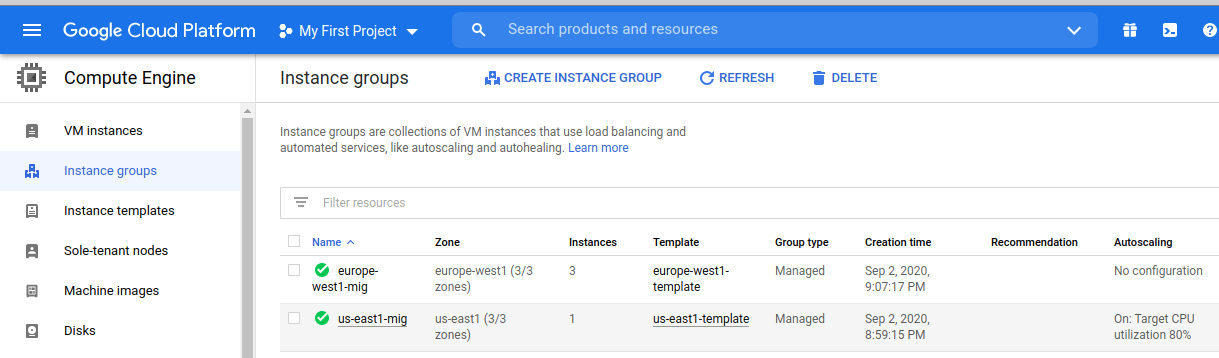 Google Cloud Platform My First Project Search products and resources
Compute Engine Instance groups CREATE INSTANCE GROUP REFRESH DELETE
VM instances
Instance groups
Instance templates
Sole-tenant nodes
Machine images
Disks
Instance groups are collections of VM instances that use load balancing and
automated services, like autoscaling and autohealing. Learn more
Filter resources
Name Zone Instances Template Group type Creation time Recommendation Autoscaling
europe- europe-west1 (3/3 3 europe-west1- Managed Sep 2, 2020, No configuration
west1-mig zones) template 9:07:17 PM
us-east1-mig us-east1 (3/3 1 us-east1-template Managed Sep 2, 2020, On: Target CPU
zones) 8:59:15 PM utilization 80%